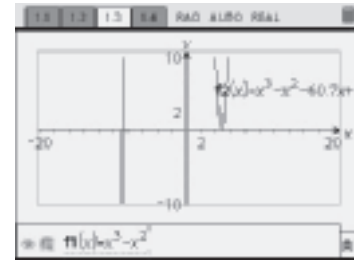 1.1 1.2 1.3 1.4 RAD AUTO REAL
10 y
f2(x)=x³-x²-60.7x+
2
-20 2 20 x
-10
f1(x)=x³-x²